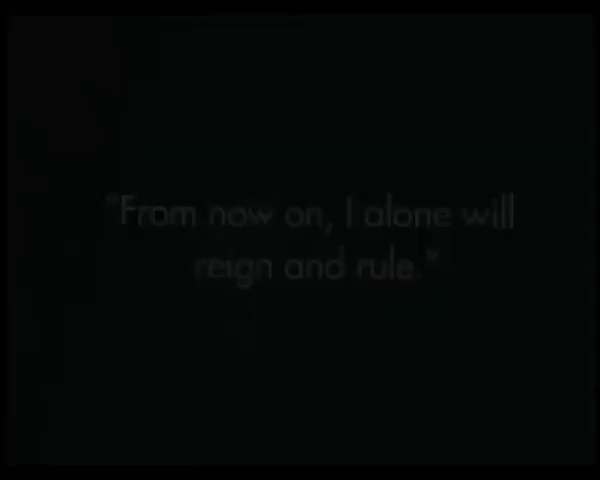 "From now on, I alone will
reign and rule."